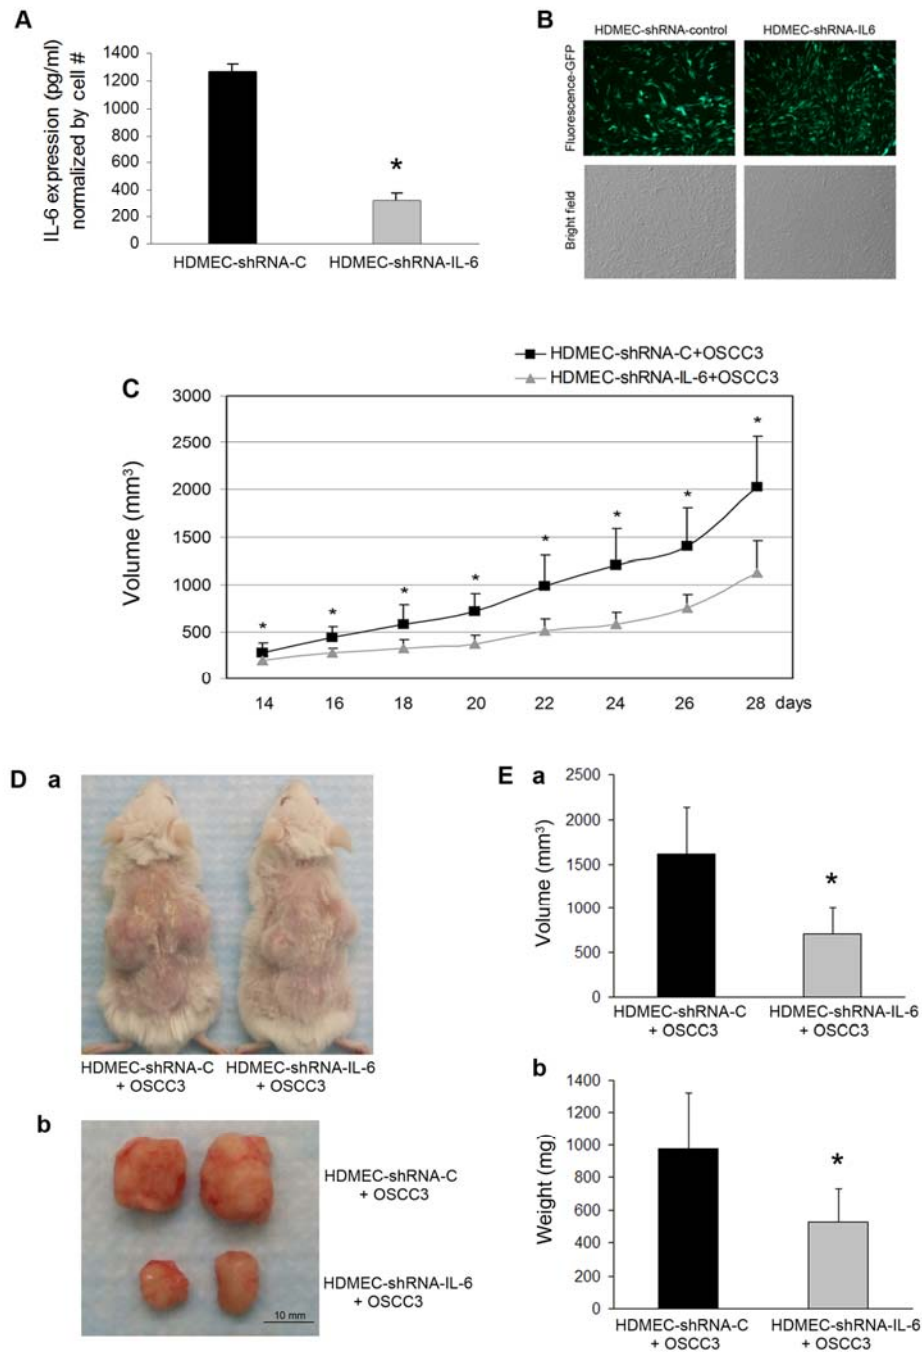 A
IL-6 expression (pg/ml)
normalized by cell #
1400
1200
1000
800
600
400
200
0
*
HDMEC-shRNA-C
HDMEC-shRNA-IL-6
B
HDMEC-shRNA-control
HDMEC-shRNA-IL6
Fluorescence-GFP
Bright field
HDMEC-shRNA-C+OSCC3
HDMEC-shRNA-IL-6+OSCC3
C
Volume (mm³)
3000
2500
2000
1500
1000
500
0
* * * * * * * *
14 16 18 20 22 24 26 28 days
D a
HDMEC-shRNA-C
+ OSCC3
HDMEC-shRNA-IL-6
+ OSCC3
b
HDMEC-shRNA-C
+ OSCC3
HDMEC-shRNA-IL-6
+ OSCC3
10 mm
E a
Volume (mm³)
2500
2000
1500
1000
500
0
*
HDMEC-shRNA-C
+ OSCC3
HDMEC-shRNA-IL-6
+ OSCC3
b
Weight (mg)
1400
1200
1000
800
600
400
200
0
*
HDMEC-shRNA-C
+ OSCC3
HDMEC-shRNA-IL-6
+ OSCC3